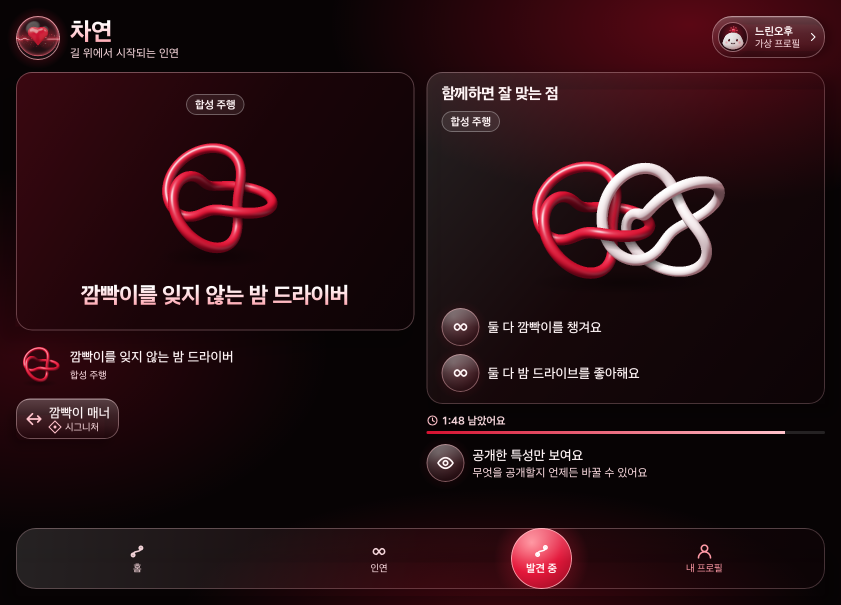 차연
길 위에서 시작되는 인연
느린오후
가상 프로필
합성 주행
깜빡이를 잊지 않는 밤 드라이버
깜빡이를 잊지 않는 밤 드라이버
합성 주행
깜빡이 매너
시그니처
함께하면 잘 맞는 점
합성 주행
둘 다 깜빡이를 챙겨요
둘 다 밤 드라이브를 좋아해요
1:48 남았어요
공개한 특성만 보여요
무엇을 공개할지 언제든 바꿀 수 있어요
홈
인연
발견 중
내 프로필